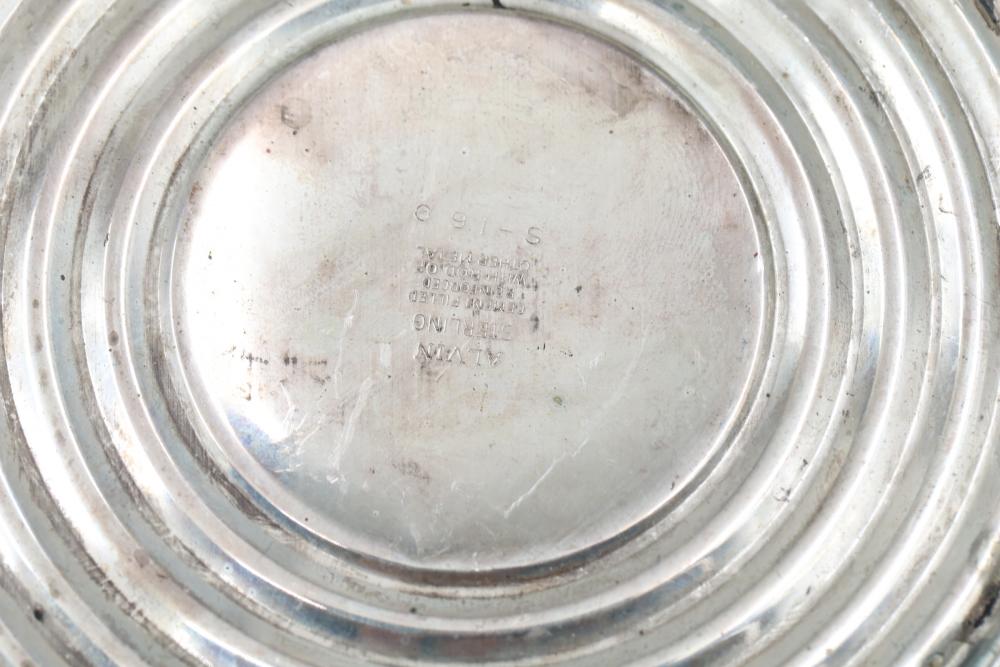 ALVIN
STERLING
CEMENT FILLED
REINFORCED
WITH ROD OF
OTHER METAL
S-169